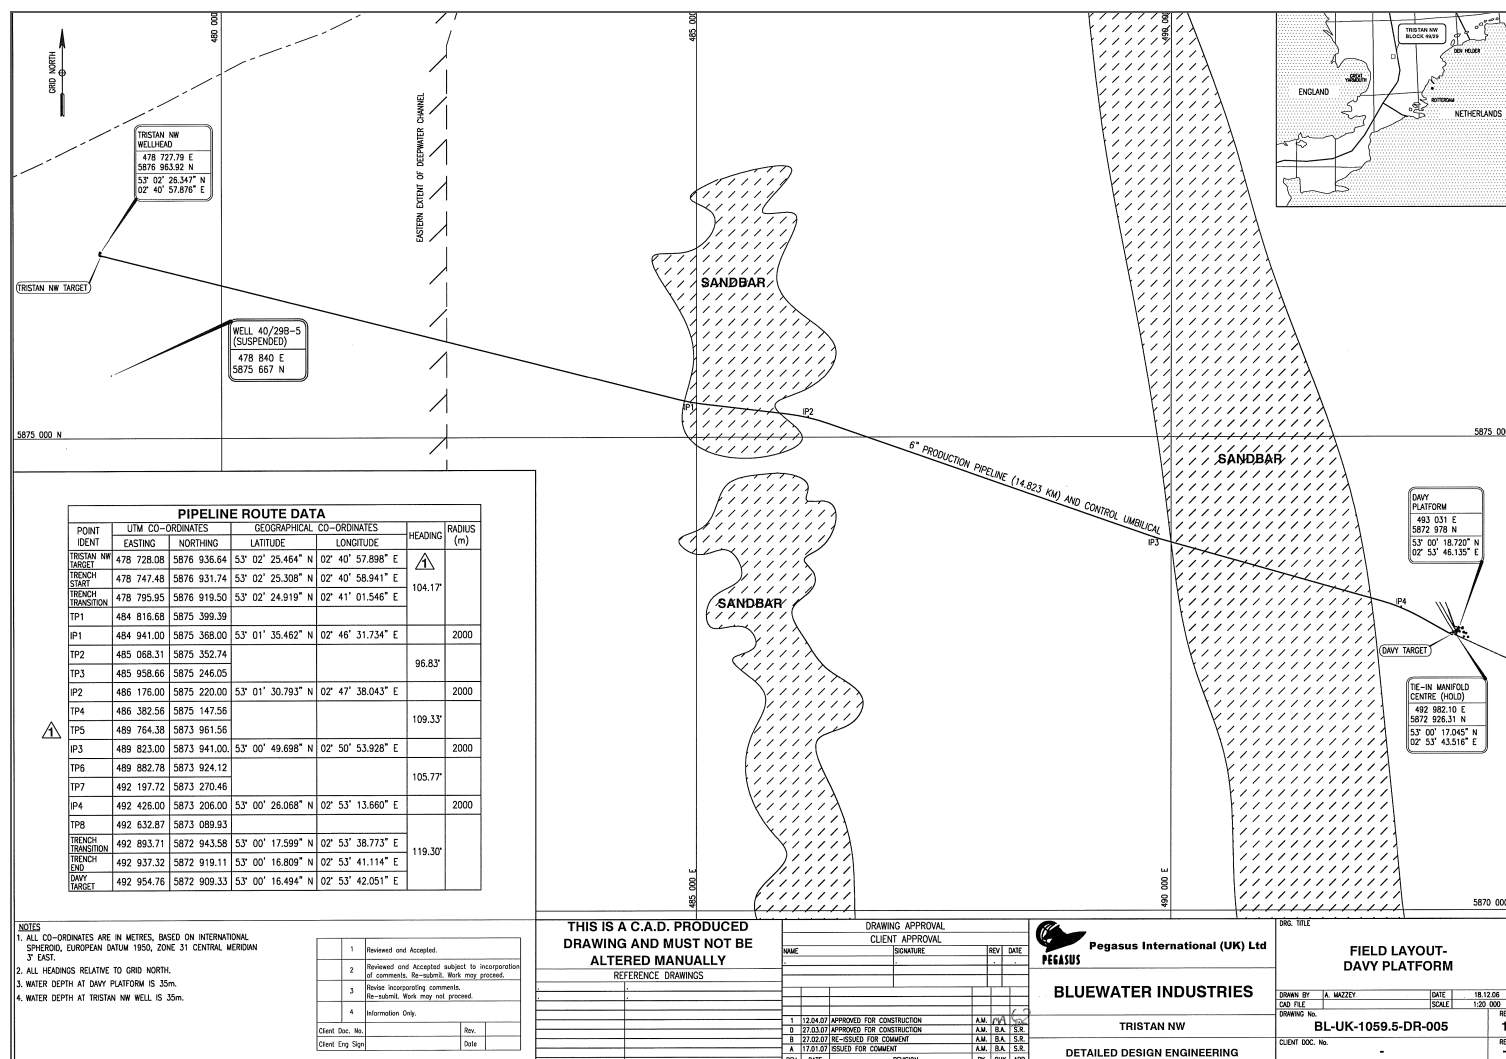 480 000
485 000
490 000
GRID NORTH
TRISTAN NW
WELLHEAD
478 727.79 E
5876 963.92 N
53° 02' 26.347" N
02° 40' 57.876" E
TRISTAN NW TARGET
WELL 40/29B-5
(SUSPENDED)
478 840 E
5875 667 N
EASTERN EXTENT OF DEEPWATER CHANNEL
SANDBAR
IP1
IP2
5875 000 N
5875 00
6" PRODUCTION PIPELINE (14.823 KM) AND CONTROL UMBILICAL
SANDBAR
IP3
SANDBAR
IP4
DAVY
PLATFORM
493 031 E
5872 978 N
53° 00' 18.720" N
02° 53' 46.135" E
DAVY TARGET
TIE-IN MANIFOLD
CENTRE (HOLD)
492 982.10 E
5872 926.31 N
53° 00' 17.045" N
02° 53' 43.516" E
485 000 E
490 000 E
5870 000
TRISTAN NW
BLOCK 49/29
DEN HELDER
GREAT
YARMOUTH
ENGLAND
ROTTERDAM
NETHERLANDS
PIPELINE ROUTE DATA
POINT IDENT UTM CO-ORDINATES GEOGRAPHICAL CO-ORDINATES HEADING RADIUS (m)
EASTING NORTHING LATITUDE LONGITUDE
TRISTAN NW TARGET 478 728.08 5876 936.64 53° 02' 25.464" N 02° 40' 57.898" E 1
TRENCH START 478 747.48 5876 931.74 53° 02' 25.308" N 02° 40' 58.941" E 104.17°
TRENCH TRANSITION 478 795.95 5876 919.50 53° 02' 24.919" N 02° 41' 01.546" E
TP1 484 816.68 5875 399.39
IP1 484 941.00 5875 368.00 53° 01' 35.462" N 02° 46' 31.734" E 2000
TP2 485 068.31 5875 352.74 96.83°
TP3 485 958.66 5875 246.05
IP2 486 176.00 5875 220.00 53° 01' 30.793" N 02° 47' 38.043" E 2000
TP4 486 382.56 5875 147.56 109.33°
1 TP5 489 764.38 5873 961.56
IP3 489 823.00 5873 941.00. 53° 00' 49.698" N 02° 50' 53.928" E 2000
TP6 489 882.78 5873 924.12 105.77°
TP7 492 197.72 5873 270.46
IP4 492 426.00 5873 206.00 53° 00' 26.068" N 02° 53' 13.660" E 2000
TP8 492 632.87 5873 089.93
TRENCH TRANSITION 492 893.71 5872 943.58 53° 00' 17.599" N 02° 53' 38.773" E 119.30°
TRENCH END 492 937.32 5872 919.11 53° 00' 16.809" N 02° 53' 41.114" E
DAVY TARGET 492 954.76 5872 909.33 53° 00' 16.494" N 02° 53' 42.051" E
NOTES
1. ALL CO-ORDINATES ARE IN METRES, BASED ON INTERNATIONAL
SPHEROID, EUROPEAN DATUM 1950, ZONE 31 CENTRAL MERIDIAN
3° EAST.
2. ALL HEADINGS RELATIVE TO GRID NORTH.
3. WATER DEPTH AT DAVY PLATFORM IS 35m.
4. WATER DEPTH AT TRISTAN NW WELL IS 35m.
1 Reviewed and Accepted.
2 Reviewed and Accepted subject to incorporation
of comments. Re-submit. Work may proceed.
3 Revise incorporating comments.
Re-submit. Work may not proceed.
4 Information Only.
Client Doc. No. Rev.
Client Eng Sign Date
THIS IS A C.A.D. PRODUCED
DRAWING AND MUST NOT BE
ALTERED MANUALLY
REFERENCE DRAWINGS
DRAWING APPROVAL
CLIENT APPROVAL
NAME SIGNATURE REV DATE
1 12.04.07 APPROVED FOR CONSTRUCTION A.M.
0 27.03.07 APPROVED FOR CONSTRUCTION A.M. B.A. S.R.
B 27.02.07 RE-ISSUED FOR COMMENT A.M. B.A. S.R.
A 17.01.07 ISSUED FOR COMMENT A.M. B.A. S.R.
REV DATE REVISION BY CHK APP
PEGASUS
Pegasus International (UK) Ltd
BLUEWATER INDUSTRIES
TRISTAN NW
DETAILED DESIGN ENGINEERING
DRG. TITLE
FIELD LAYOUT-
DAVY PLATFORM
DRAWN BY A. MAZZEY DATE 18.12.06
CAD FILE SCALE 1:20 000
DRAWING No. RE
BL-UK-1059.5-DR-005 1
CLIENT DOC. No. RE
-